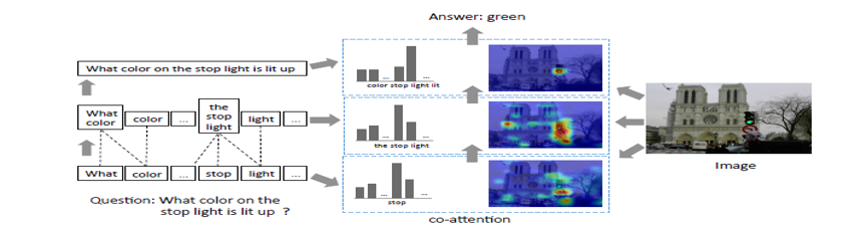 Answer: green
What color on the stop light is lit up
...
...
color stop light lit
What
color
color
...
the
stop
light
light
...
...
...
the stop light
Image
What
color
...
stop
light
...
...
...
stop
Question: What color on the
stop light is lit up ?
co-attention